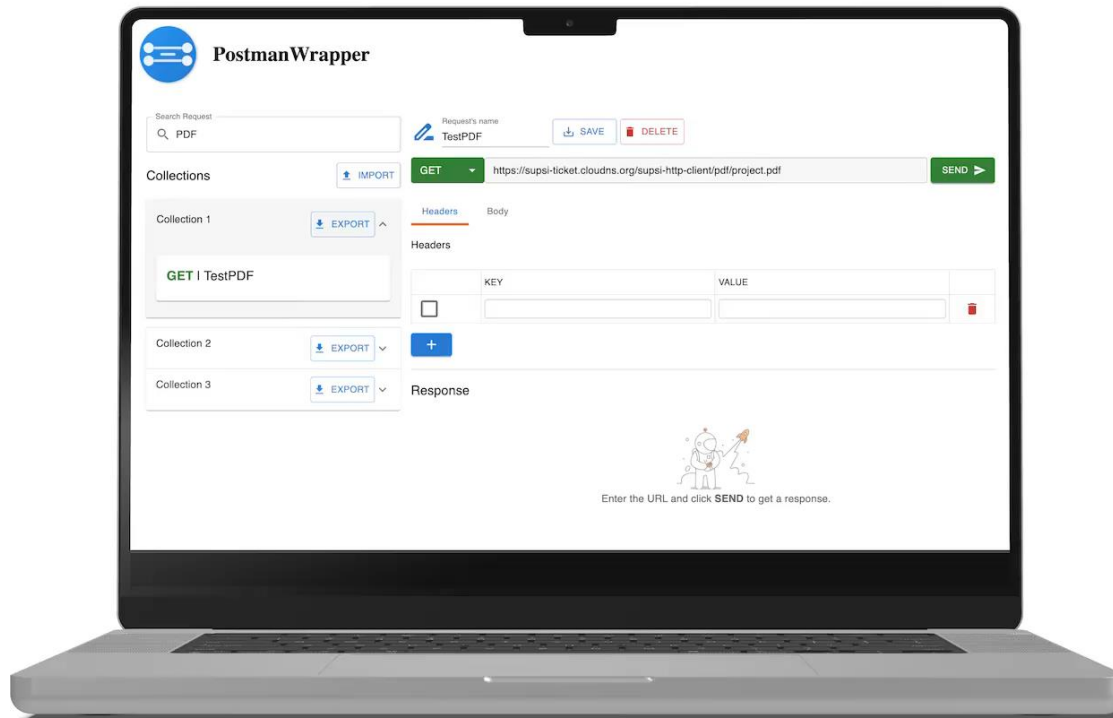 PostmanWrapper
Search Request
PDF
Collections
IMPORT
Collection 1
EXPORT
GET | TestPDF
Collection 2
EXPORT
Collection 3
EXPORT
Request's name
TestPDF
SAVE
DELETE
GET
https://supsi-ticket.cloudns.org/supsi-http-client/pdf/project.pdf
SEND
Headers Body
Headers
KEY VALUE
+
Response
Enter the URL and click SEND to get a response.